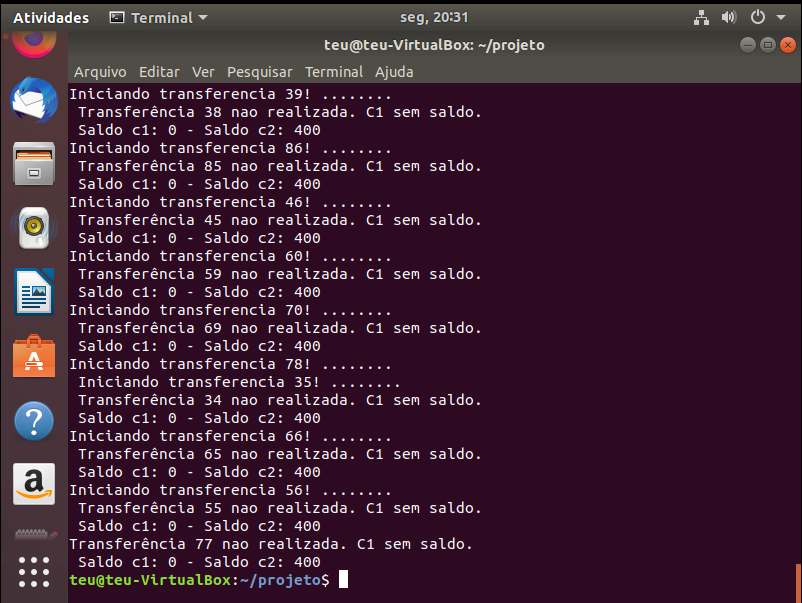 Atividades Terminal seg, 20:31
teu@teu-VirtualBox: ~/projeto
Arquivo Editar Ver Pesquisar Terminal Ajuda
Iniciando transferencia 39! ........
Transferência 38 nao realizada. C1 sem saldo.
Saldo c1: 0 - Saldo c2: 400
Iniciando transferencia 86! ........
Transferência 85 nao realizada. C1 sem saldo.
Saldo c1: 0 - Saldo c2: 400
Iniciando transferencia 46! ........
Transferência 45 nao realizada. C1 sem saldo.
Saldo c1: 0 - Saldo c2: 400
Iniciando transferencia 60! ........
Transferência 59 nao realizada. C1 sem saldo.
Saldo c1: 0 - Saldo c2: 400
Iniciando transferencia 70! ........
Transferência 69 nao realizada. C1 sem saldo.
Saldo c1: 0 - Saldo c2: 400
Iniciando transferencia 78! ........
Iniciando transferencia 35! ........
Transferência 34 nao realizada. C1 sem saldo.
Saldo c1: 0 - Saldo c2: 400
Iniciando transferencia 66! ........
Transferência 65 nao realizada. C1 sem saldo.
Saldo c1: 0 - Saldo c2: 400
Iniciando transferencia 56! ........
Transferência 55 nao realizada. C1 sem saldo.
Saldo c1: 0 - Saldo c2: 400
Transferência 77 nao realizada. C1 sem saldo.
Saldo c1: 0 - Saldo c2: 400
teu@teu-VirtualBox:~/projeto$